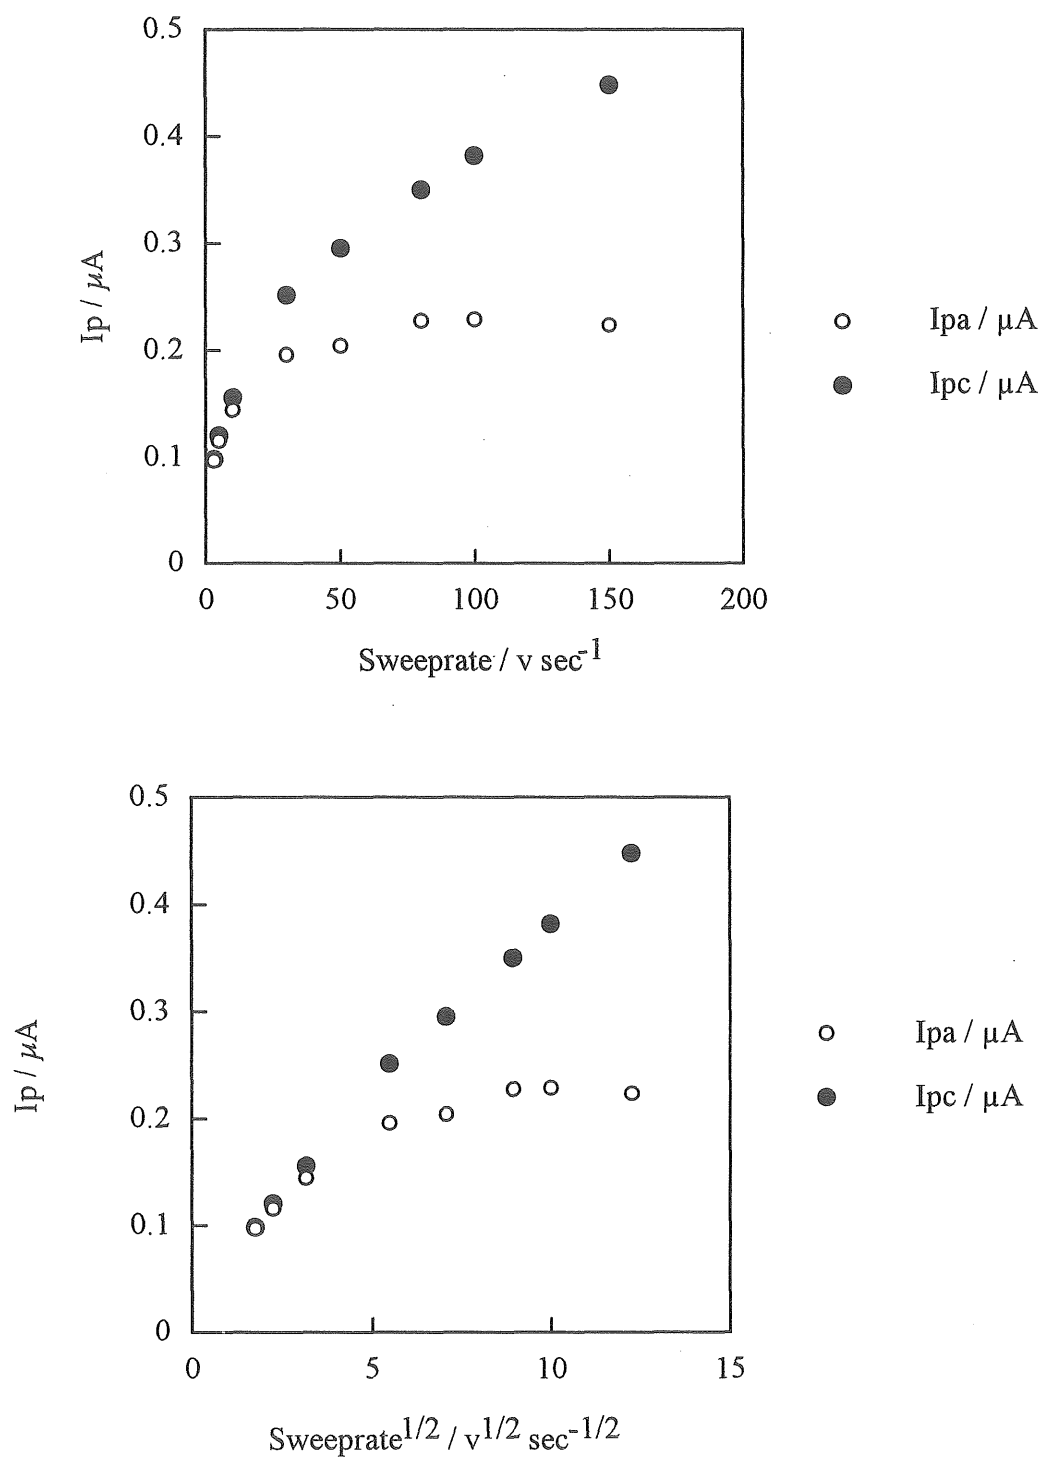 0.5
0.4
0.3
0.2
0.1
0
Ip / µA
0 50 100 150 200
Sweeprate / v sec⁻¹
Ipa / µA
Ipc / µA
0.5
0.4
0.3
0.2
0.1
0
Ip / µA
0 5 10 15
Sweeprate1/2 / v1/2 sec-1/2
Ipa / µA
Ipc / µA